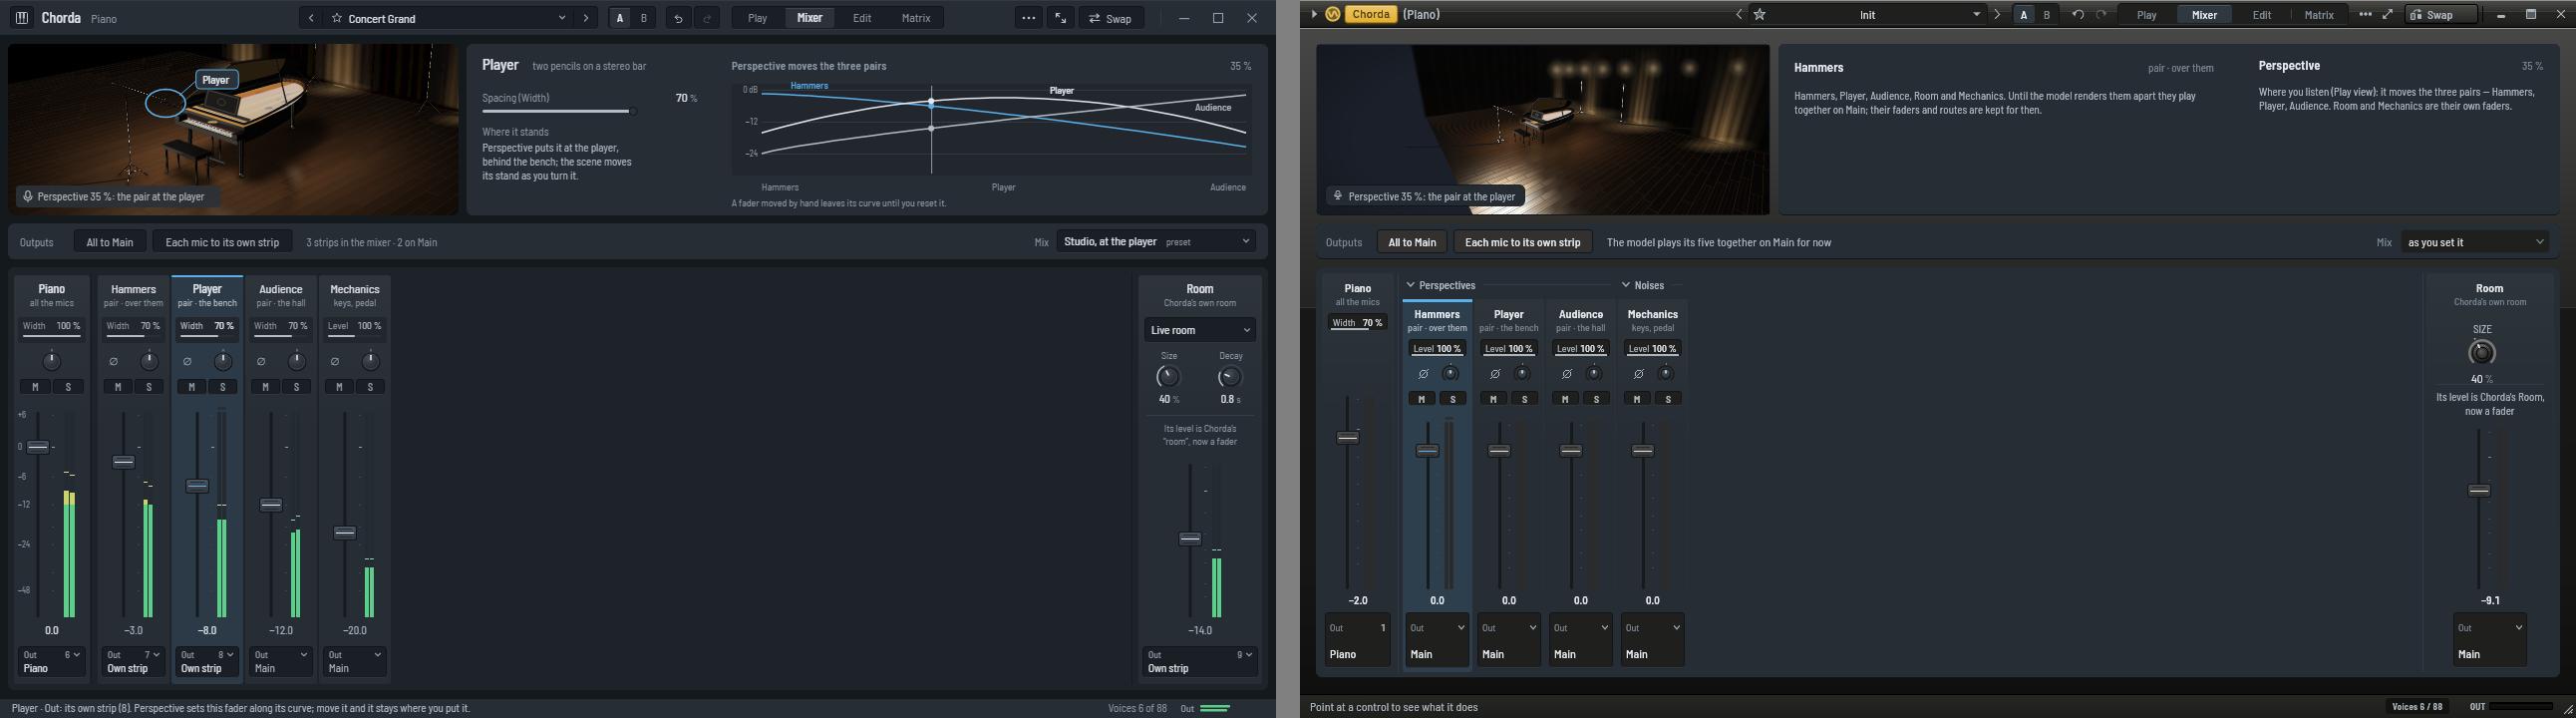 Chorda Piano
Concert Grand
A B
Play Mixer Edit Matrix
Swap
Player
Perspective 35 %: the pair at the player
Player two pencils on a stereo bar
Spacing (Width) 70 %
Where it stands
Perspective puts it at the player,
behind the bench; the scene moves
its stand as you turn it.
Perspective moves the three pairs 35 %
0 dB
−12
−24
Hammers
Player
Audience
Hammers Player Audience
A fader moved by hand leaves its curve until you reset it.
Outputs All to Main Each mic to its own strip 3 strips in the mixer · 2 on Main
Mix Studio, at the player preset
Piano Hammers Player Audience Mechanics
all the mics pair · over them pair · the bench pair · the hall keys, pedal
Width 100 % Width 70 % Width 70 % Width 70 % Level 100 %
M S M S M S M S M S
+6
0
−6
−12
−24
−48
0.0 −3.0 −8.0 −12.0 −20.0
Out 6 Out 7 Out 8 Out Out
Piano Own strip Own strip Main Main
Room
Chorda's own room
Live room
Size Decay
40 % 0.8 s
Its level is Chorda's
"room", now a fader
−14.0
Out 9
Own strip
Player · Out: its own strip (8). Perspective sets this fader along its curve; move it and it stays where you put it.
Voices 6 of 88 Out
Chorda (Piano)
Init
A B
Play Mixer Edit Matrix
Swap
Perspective 35 %: the pair at the player
Hammers pair · over them
Hammers, Player, Audience, Room and Mechanics. Until the model renders them apart they play
together on Main; their faders and routes are kept for then.
Perspective 35 %
Where you listen (Play view): it moves the three pairs — Hammers,
Player, Audience. Room and Mechanics are their own faders.
Outputs All to Main Each mic to its own strip The model plays its five together on Main for now
Mix as you set it
Perspectives Noises
Piano
all the mics
Width 70 %
Hammers Player Audience Mechanics
pair · over them pair · the bench pair · the hall keys, pedal
Level 100 % Level 100 % Level 100 % Level 100 %
M S M S M S M S
−2.0 0.0 0.0 0.0 0.0
Out 1 Out Out Out Out
Piano Main Main Main Main
Room
Chorda's own room
SIZE
40 %
Its level is Chorda's Room,
now a fader
−9.1
Out
Main
Point at a control to see what it does
Voices 6 / 88 OUT